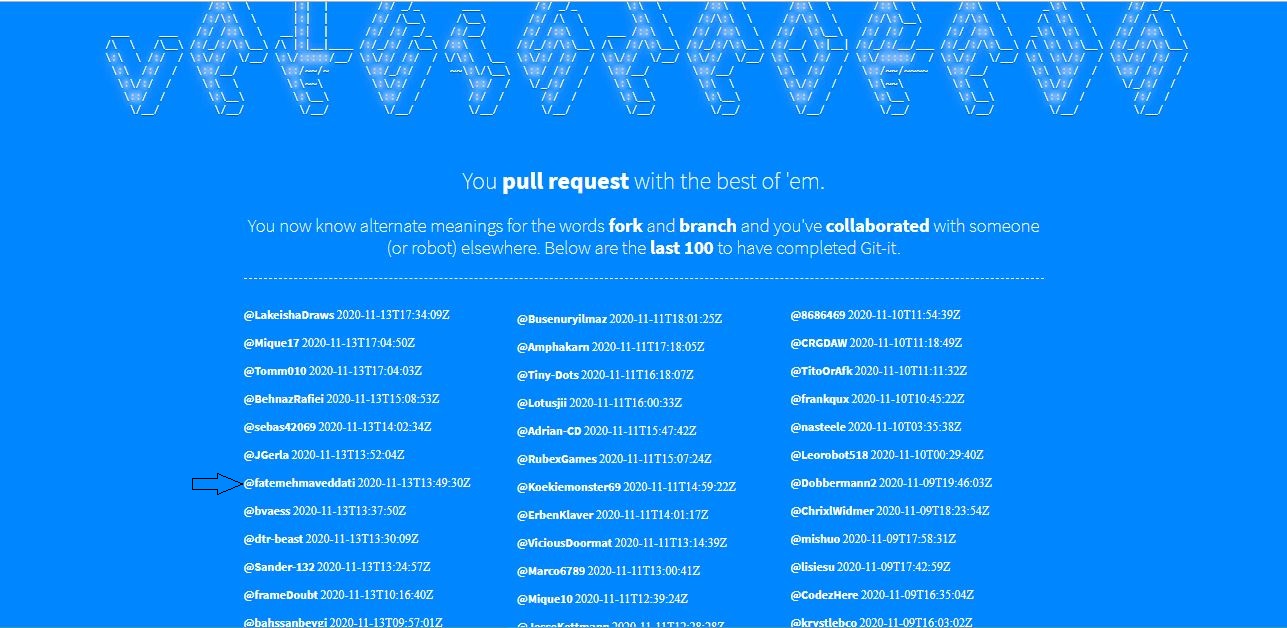 You pull request with the best of 'em.
You now know alternate meanings for the words fork and branch and you've collaborated with someone
(or robot) elsewhere. Below are the last 100 to have completed Git-it.
@LakeishaDraws 2020-11-13T17:34:09Z
@Mique17 2020-11-13T17:04:50Z
@Tomm010 2020-11-13T17:04:03Z
@BehnazRafiei 2020-11-13T15:08:53Z
@sebas42069 2020-11-13T14:02:34Z
@JGerla 2020-11-13T13:52:04Z
@fatemehmaveddati 2020-11-13T13:49:30Z
@bvaess 2020-11-13T13:37:50Z
@dtr-beast 2020-11-13T13:30:09Z
@Sander-132 2020-11-13T13:24:57Z
@frameDoubt 2020-11-13T10:16:40Z
@bahssanbeygi 2020-11-13T09:57:01Z
@Busenuryilmaz 2020-11-11T18:01:25Z
@Amphakarn 2020-11-11T17:18:05Z
@Tiny-Dots 2020-11-11T16:18:07Z
@Lotusjii 2020-11-11T16:00:33Z
@Adrian-CD 2020-11-11T15:47:42Z
@RubexGames 2020-11-11T15:07:24Z
@Koekiemonster69 2020-11-11T14:59:22Z
@ErbenKlaver 2020-11-11T14:01:17Z
@ViciousDoormat 2020-11-11T13:14:39Z
@Marco6789 2020-11-11T13:00:41Z
@Mique10 2020-11-11T12:39:24Z
@8686469 2020-11-10T11:54:39Z
@CRGDAW 2020-11-10T11:18:49Z
@TitoOrAfk 2020-11-10T11:11:32Z
@frankqux 2020-11-10T10:45:22Z
@nasteele 2020-11-10T03:35:38Z
@Leorobot518 2020-11-10T00:29:40Z
@Dobbermann2 2020-11-09T19:46:03Z
@ChrixlWidmer 2020-11-09T18:23:54Z
@mishuo 2020-11-09T17:58:31Z
@lisiesu 2020-11-09T17:42:59Z
@CodezHere 2020-11-09T16:35:04Z
@krystlebco 2020-11-09T16:03:02Z